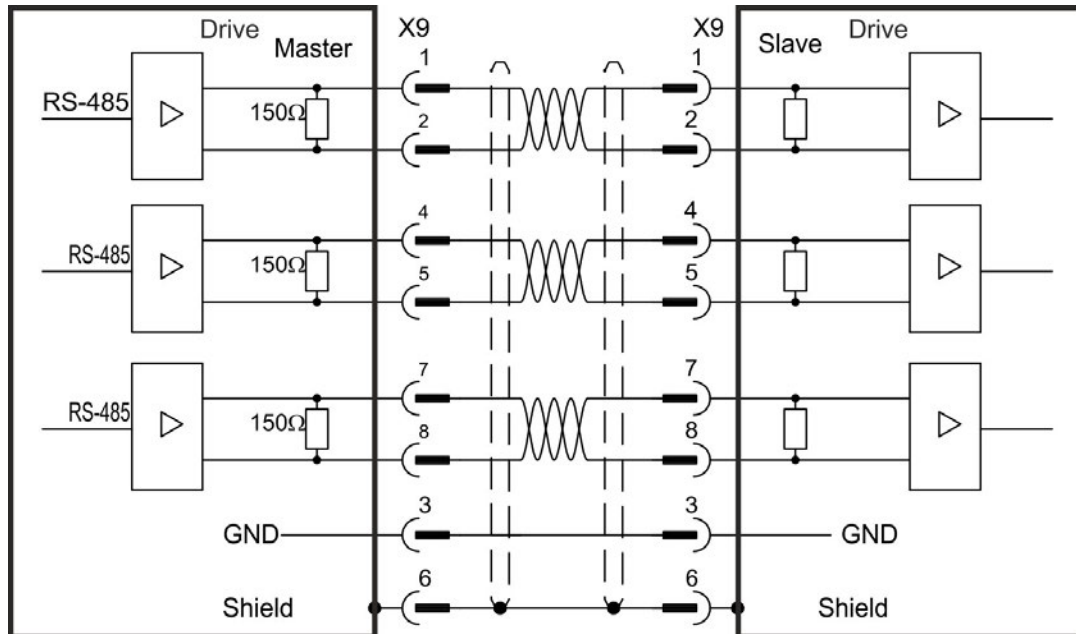 Drive
Master
X9
X9
Slave
Drive
RS-485
150Ω
1
1
2
2
RS-485
150Ω
4
4
5
5
RS-485
150Ω
7
7
8
8
GND
3
3
GND
Shield
6
6
Shield